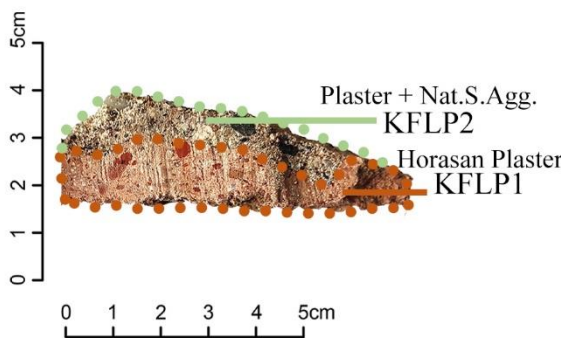 5cm
4
3
2
1
0
Plaster + Nat.S.Agg.
KFLP2
Horasan Plaster
KFLP1
0 1 2 3 4 5cm